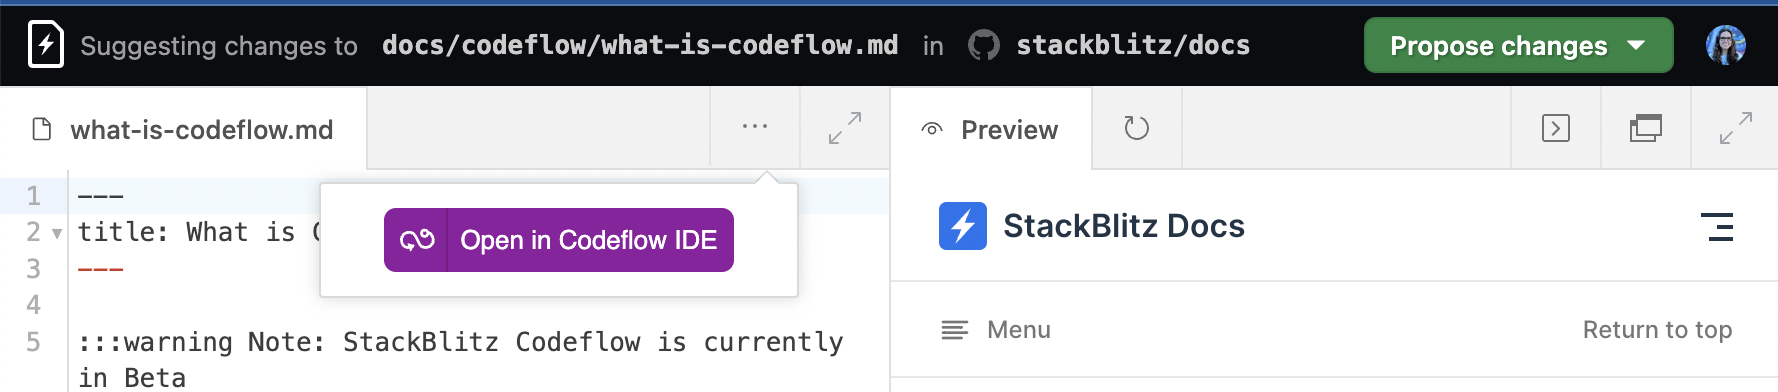 Suggesting changes to docs/codeflow/what-is-codeflow.md in stackblitz/docs Propose changes
what-is-codeflow.md
...
Preview
1 ---
2 title: What is
3 ---
4
5 :::warning Note: StackBlitz Codeflow is currently
in Beta
Open in Codeflow IDE
StackBlitz Docs
Menu
Return to top